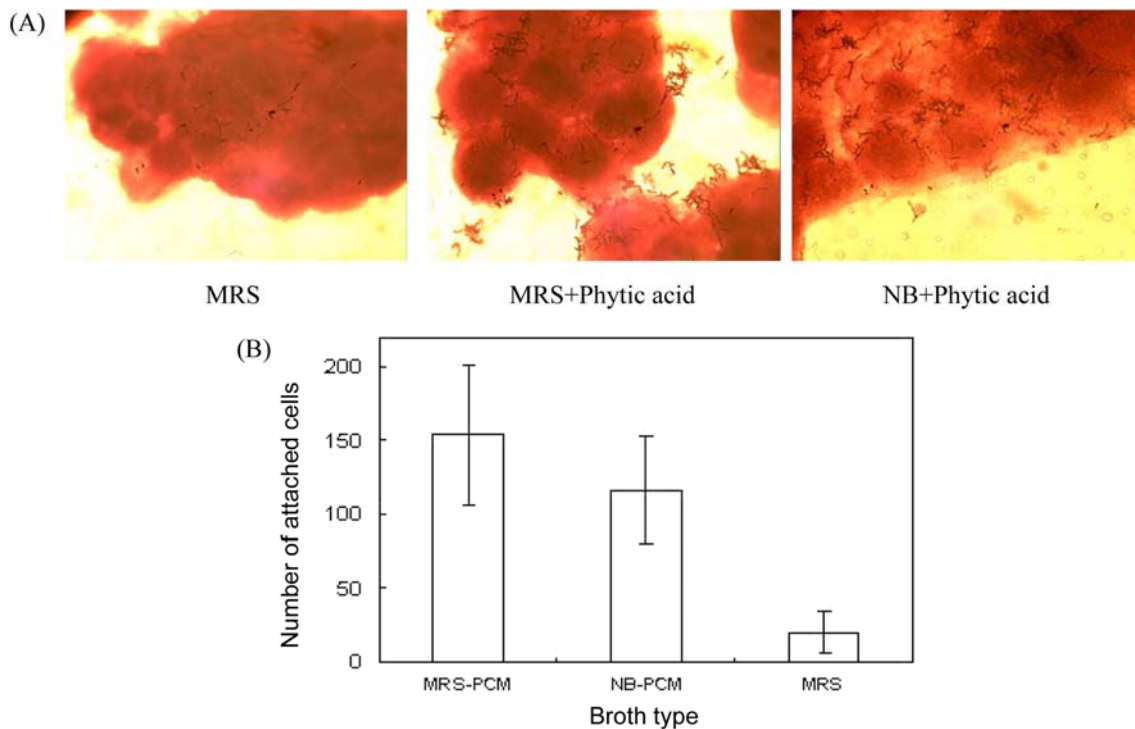 (A)
MRS
MRS+Phytic acid
NB+Phytic acid
(B)
Number of attached cells
200
150
100
50
0
MRS-PCM
NB-PCM
MRS
Broth type